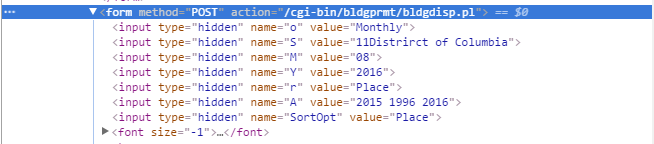 ... ▼<form method="POST" action="/cgi-bin/bldgprmt/bldgdisp.pl"> == $0
<input type="hidden" name="o" value="Monthly">
<input type="hidden" name="S" value="11Distrirct of Columbia">
<input type="hidden" name="M" value="08">
<input type="hidden" name="Y" value="2016">
<input type="hidden" name="r" value="Place">
<input type="hidden" name="A" value="2015 1996 2016">
<input type="hidden" name="SortOpt" value="Place">
▶<font size="-1">…</font>